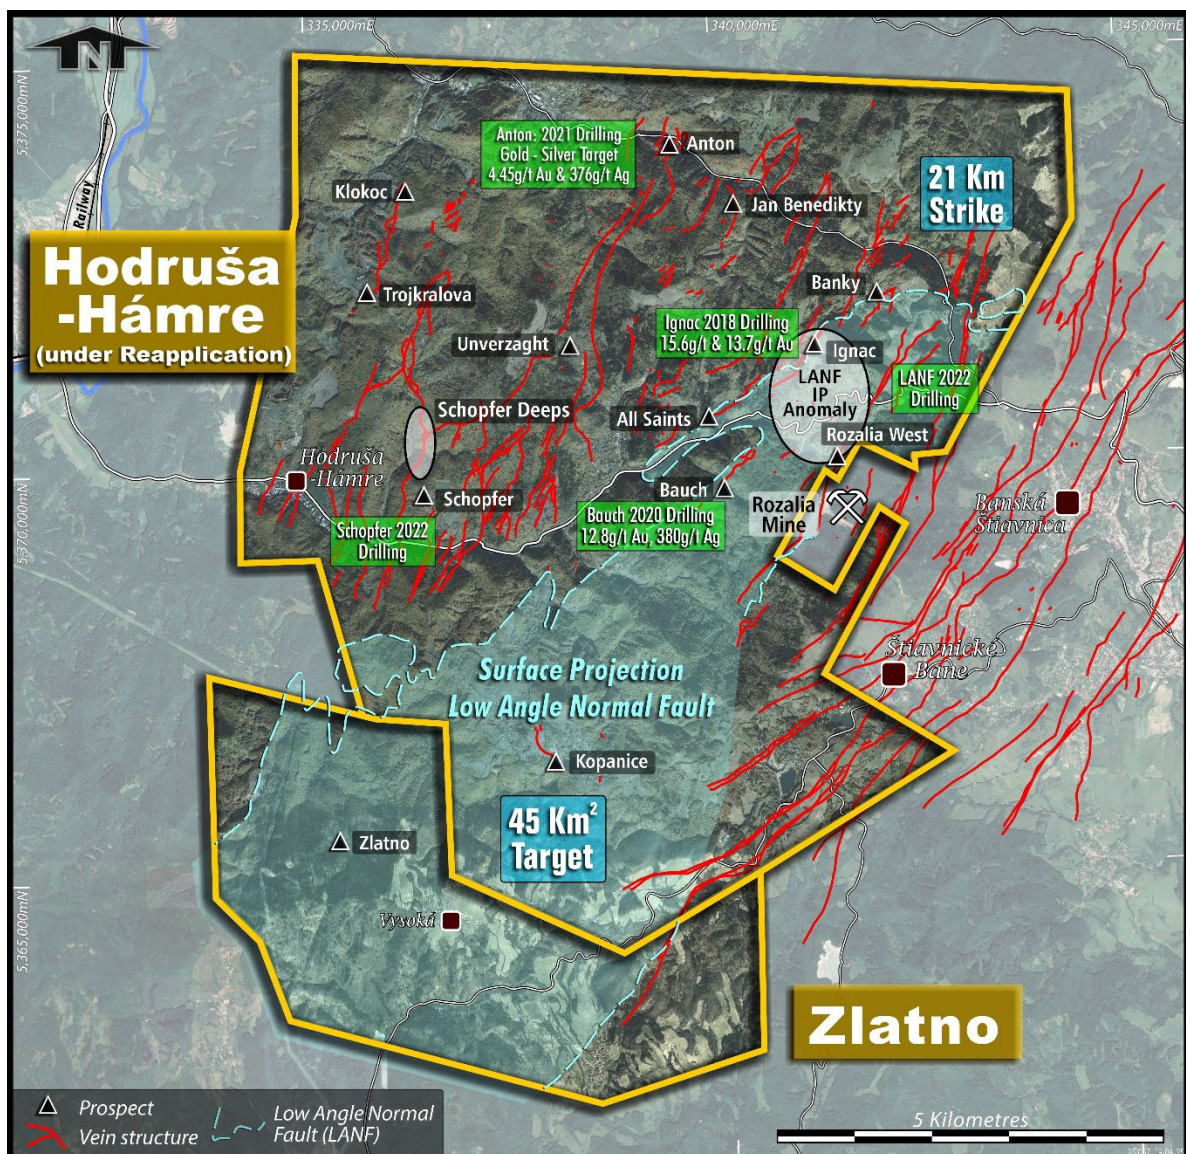 335,000mE
340,000mE
345,000mE
N
5,375,000mN
Railway
Anton: 2021 Drilling
Gold - Silver Target
4.45g/t Au & 376g/t Ag
Anton
Klokoc
Jan Benedikty
21 Km
Strike
Hodruša
-Hámre
(under Reapplication)
Trojkralova
Banky
Unverzaght
Ignac 2018 Drilling
15.6g/t & 13.7g/t Au
Ignac
LANF
IP
Anomaly
LANF 2022
Drilling
Schopfer Deeps
All Saints
Rozalia West
Hodruša
-Hámre
Schopfer
Bauch
Rozalia
Mine
Banská
Štiavnica
Schopfer 2022
Drilling
Bauch 2020 Drilling
12.8g/t Au, 380g/t Ag
5,370,000mN
Štiavnické
Bane
Surface Projection
Low Angle Normal Fault
Kopanice
45 Km²
Target
Zlatno
Vysoká
5,365,000mN
Zlatno
Prospect
Vein structure
Low Angle Normal
Fault (LANF)
5 Kilometres